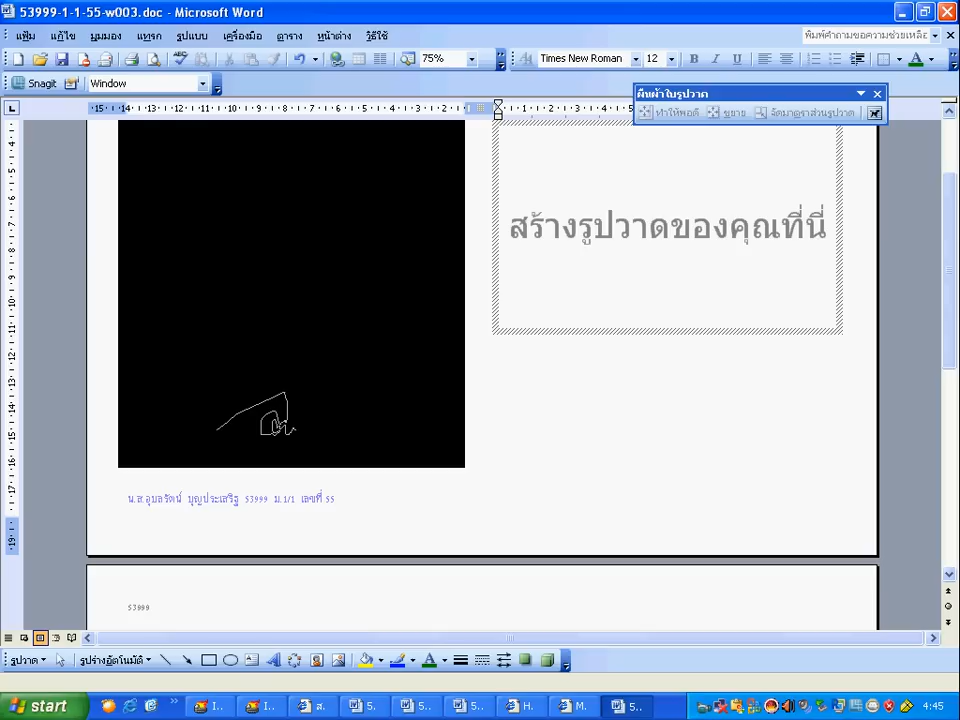 53999-1-1-55-w003.doc - Microsoft Word
แฟ้ม แก้ไข มุมมอง แทรก รูปแบบ เครื่องมือ ตาราง หน้าต่าง วิธีใช้ พิมพ์คำถามขอความช่วยเหลือ
75% Times New Roman 12 B I U A
Snagit Window
ผืนผ้าใบรูปวาด
ทำให้พอดี ขยาย จัดมาตราส่วนรูปวาด
สร้างรูปวาดของคุณที่นี่
น.ส.อุบลรัตน์ บุญประเสริฐ 53999 ม.1/1 เลขที่ 55
53999
รูปวาด รูปร่างอัตโนมัติ
start I.. I.. ส. 5. 5. 5. H. M. 5.. 4:45